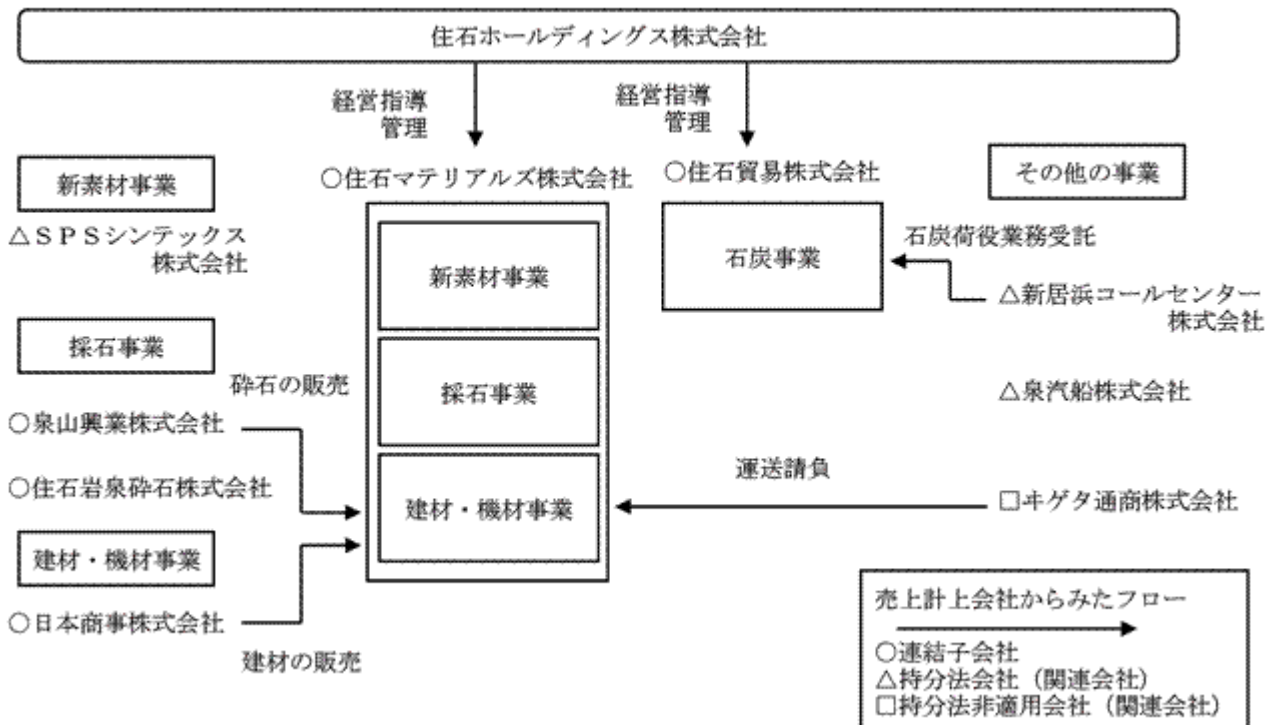 住石ホールディングス株式会社
経営指導
管理
経営指導
管理
新素材事業
○住石マテリアルズ株式会社
○住石貿易株式会社
その他の事業
△ＳＰＳシンテックス
株式会社
新素材事業
石炭事業
石炭荷役業務受託
△新居浜コールセンター
株式会社
採石事業
砕石の販売
採石事業
△泉汽船株式会社
○泉山興業株式会社
運送請負
○住石岩泉砕石株式会社
建材・機材事業
□ヰゲタ通商株式会社
建材・機材事業
○日本商事株式会社
建材の販売
売上計上会社からみたフロー
○連結子会社
△持分法会社（関連会社）
□持分法非適用会社（関連会社）